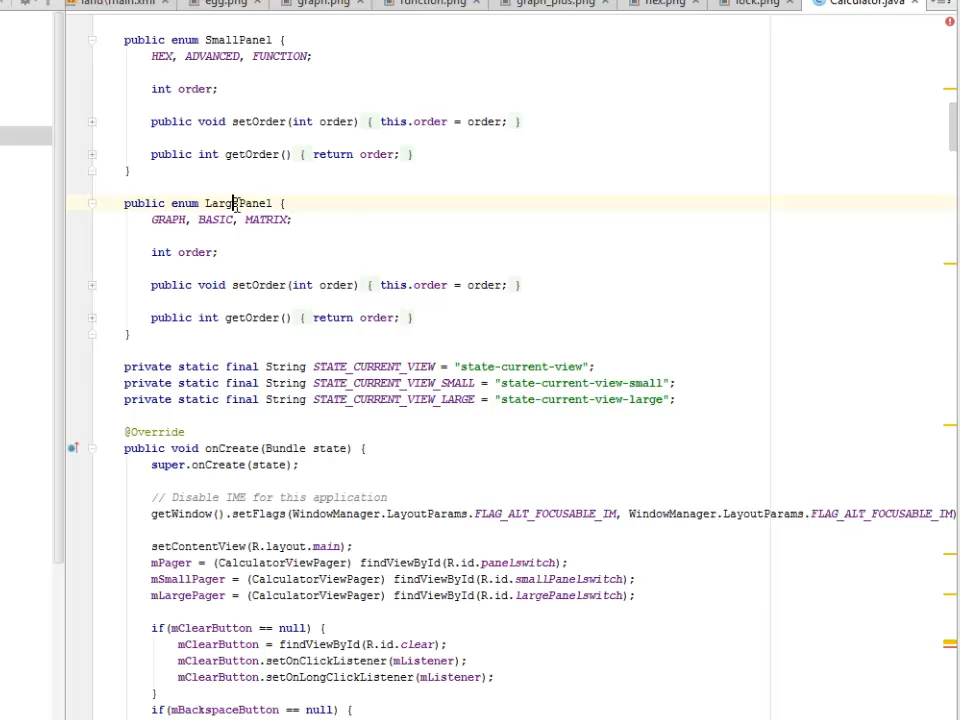 land\main.xml egg.png graph.png function.png graph_plus.png hex.png lock.png Calculator.java
public enum SmallPanel {
HEX, ADVANCED, FUNCTION;
int order;
public void setOrder(int order) { this.order = order; }
public int getOrder() { return order; }
}
public enum LargePanel {
GRAPH, BASIC, MATRIX;
int order;
public void setOrder(int order) { this.order = order; }
public int getOrder() { return order; }
}
private static final String STATE_CURRENT_VIEW = "state-current-view";
private static final String STATE_CURRENT_VIEW_SMALL = "state-current-view-small";
private static final String STATE_CURRENT_VIEW_LARGE = "state-current-view-large";
@Override
public void onCreate(Bundle state) {
super.onCreate(state);
// Disable IME for this application
getWindow().setFlags(WindowManager.LayoutParams.FLAG_ALT_FOCUSABLE_IM, WindowManager.LayoutParams.FLAG_ALT_FOCUSABLE_IM)
setContentView(R.layout.main);
mPager = (CalculatorViewPager) findViewById(R.id.panelswitch);
mSmallPager = (CalculatorViewPager) findViewById(R.id.smallPanelswitch);
mLargePager = (CalculatorViewPager) findViewById(R.id.largePanelswitch);
if(mClearButton == null) {
mClearButton = findViewById(R.id.clear);
mClearButton.setOnClickListener(mListener);
mClearButton.setOnLongClickListener(mListener);
}
if(mBackspaceButton == null) {